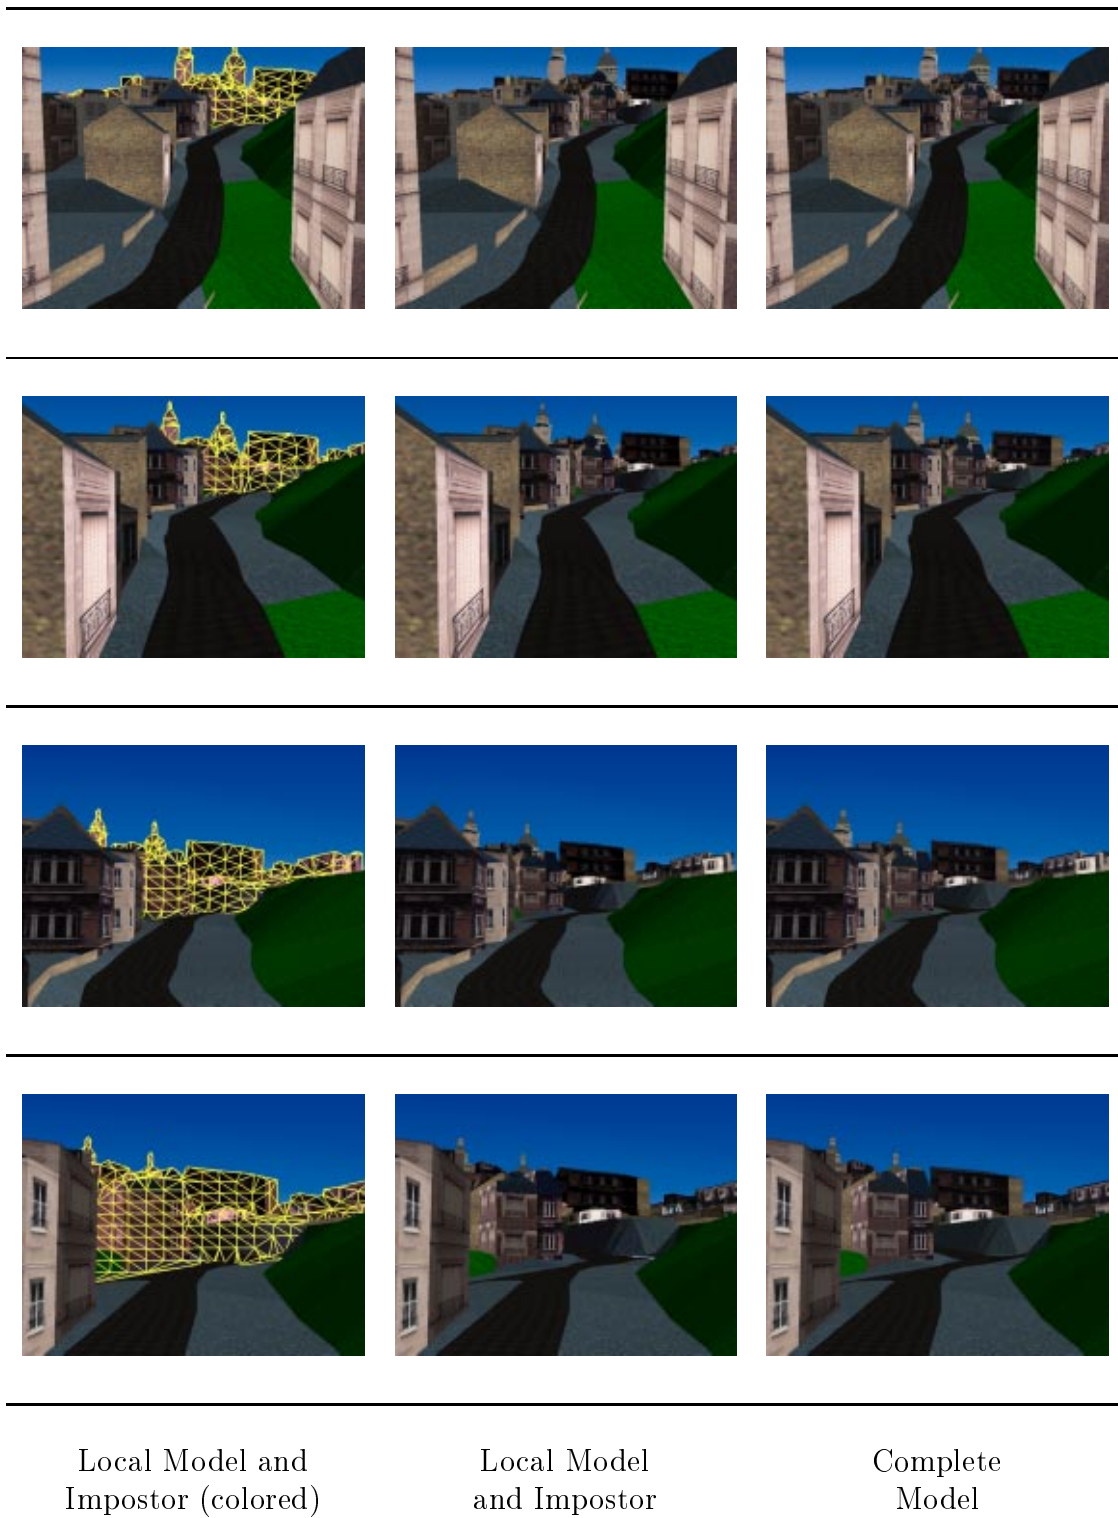 Local Model and
Impostor (colored)
Local Model
and Impostor
Complete
Model